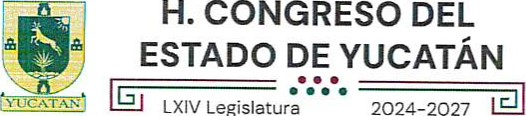 H. CONGRESO DEL
ESTADO DE YUCATÁN
LXIV Legislatura 2024-2027
YUCATAN